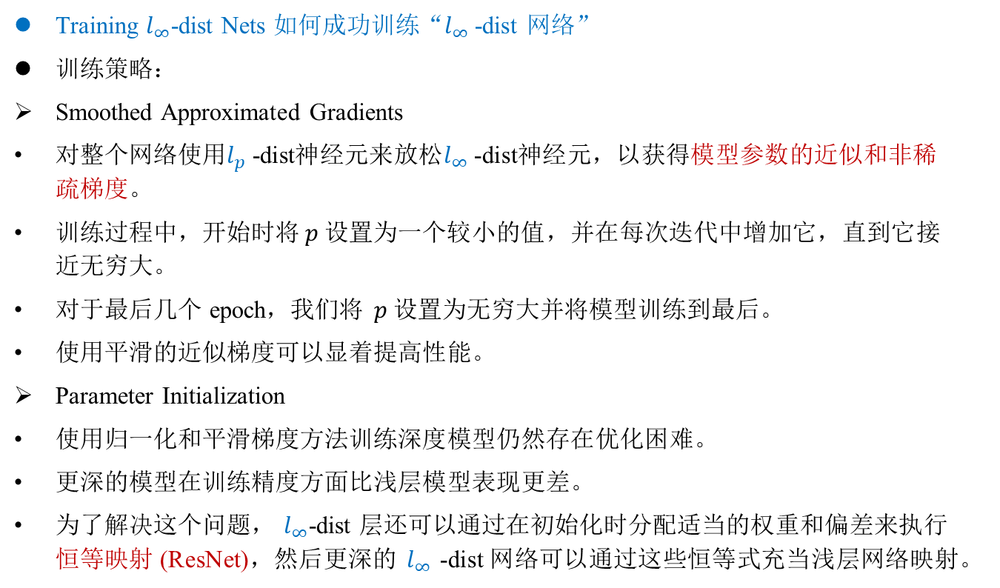 ● Training l∞-dist Nets 如何成功训练“l∞ -dist 网络”
● 训练策略：
➢ Smoothed Approximated Gradients
• 对整个网络使用lp -dist神经元来放松l∞ -dist神经元，以获得模型参数的近似和非稀
疏梯度。
• 训练过程中，开始时将 p 设置为一个较小的值，并在每次迭代中增加它，直到它接
近无穷大。
• 对于最后几个 epoch，我们将 p 设置为无穷大并将模型训练到最后。
• 使用平滑的近似梯度可以显着提高性能。
➢ Parameter Initialization
• 使用归一化和平滑梯度方法训练深度模型仍然存在优化困难。
• 更深的模型在训练精度方面比浅层模型表现更差。
• 为了解决这个问题， l∞-dist 层还可以通过在初始化时分配适当的权重和偏差来执行
恒等映射 (ResNet)，然后更深的 l∞ -dist 网络可以通过这些恒等式充当浅层网络映射。